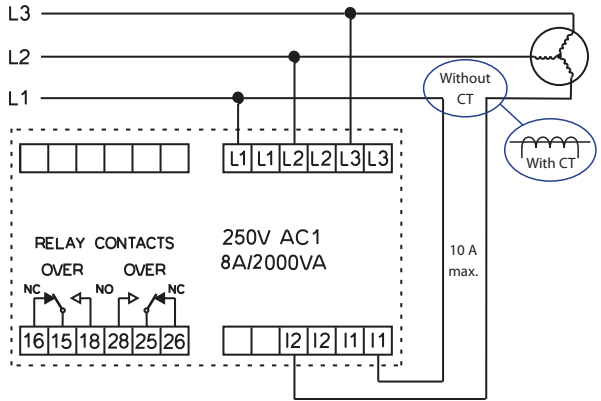 L3
L2
L1
Without
CT
With CT
L1 L1 L2 L2 L3 L3
RELAY CONTACTS
OVER OVER
NC NO NC
250V AC1
8A/2000VA
10 A
max.
16 15 18 28 25 26
I2 I2 I1 I1